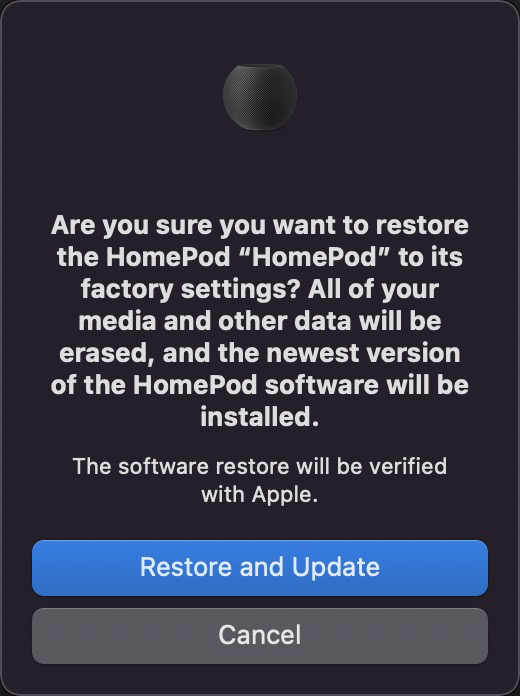 Are you sure you want to restore
the HomePod “HomePod” to its
factory settings? All of your
media and other data will be
erased, and the newest version
of the HomePod software will be
installed.
The software restore will be verified
with Apple.
Restore and Update
Cancel